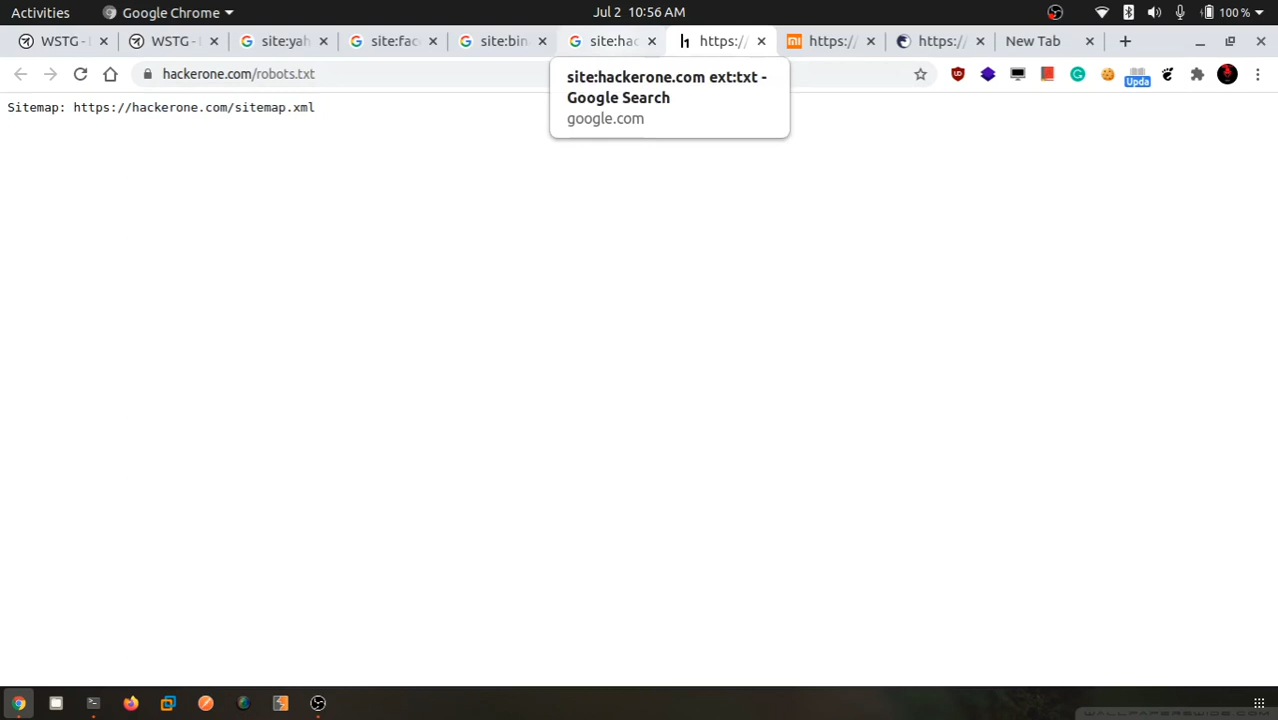 Activities
Google Chrome
Jul 2 10:56 AM
100 %
WSTG -
WSTG -
site:yah
site:fac
site:bin
site:hac
https://
https://
https://
New Tab
hackerone.com/robots.txt
Upda
site:hackerone.com ext:txt -
Google Search
google.com
Sitemap: https://hackerone.com/sitemap.xml